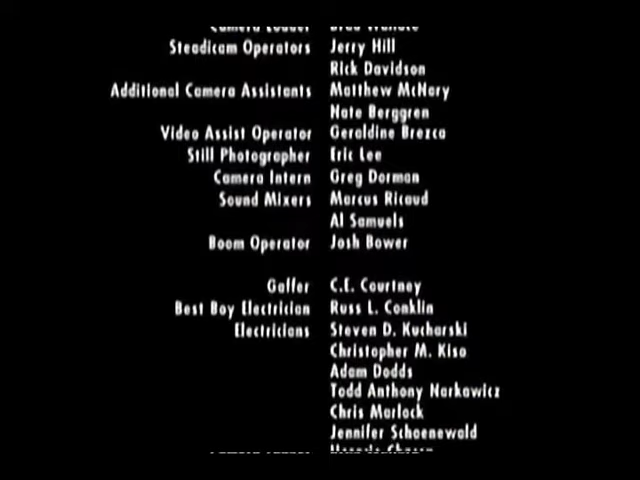 Steadicam Operators Jerry Hill
Rick Davidson
Additional Camera Assistants Matthew McNary
Nate Berggren
Video Assist Operator Geraldine Brezca
Still Photographer Eric Lee
Camera Intern Greg Dorman
Sound Mixers Marcus Ricaud
Al Samuels
Boom Operator Josh Bower
Gaffer C.E. Courtney
Best Boy Electrician Russ L. Conklin
Electricians Steven D. Kucharski
Christopher M. Kiso
Adam Dodds
Todd Anthony Narkawicz
Chris Marlock
Jennifer Schoenewald